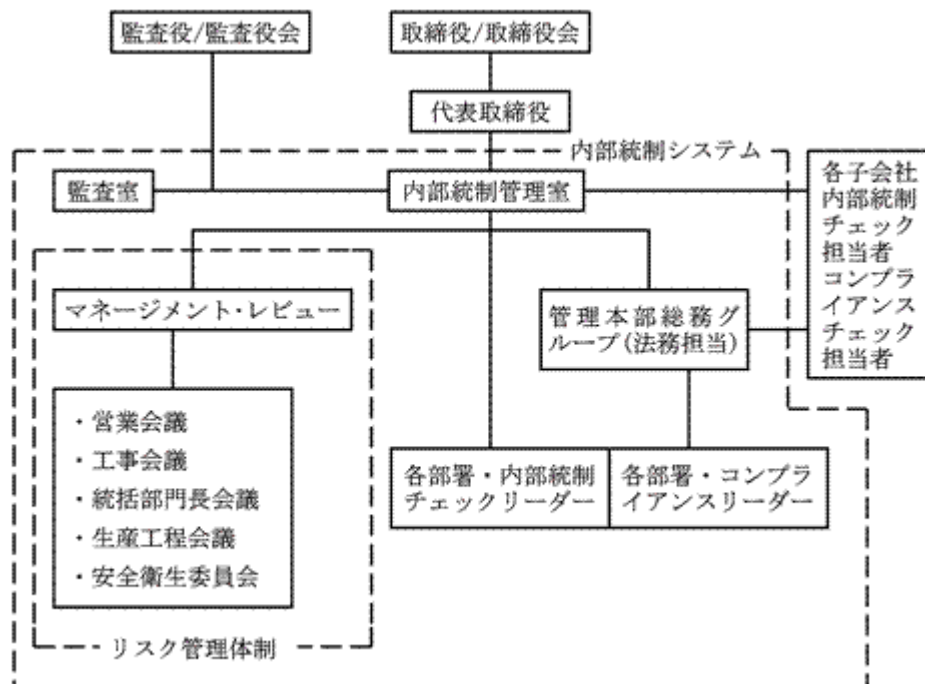 監査役/監査役会
取締役/取締役会
代表取締役
内部統制システム
監査室
内部統制管理室
各子会社
内部統制
チェック
担当者
コンプラ
イアンス
チェック
担当者
マネージメント・レビュー
管理本部総務グ
ループ(法務担当)
・営業会議
・工事会議
・統括部門長会議
・生産工程会議
・安全衛生委員会
各部署・内部統制
チェックリーダー
各部署・コンプラ
イアンスリーダー
リスク管理体制